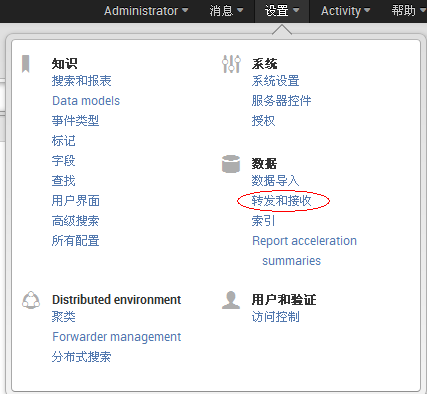 Administrator 消息 设置 Activity 帮助
知识
搜索和报表
Data models
事件类型
标记
字段
查找
用户界面
高级搜索
所有配置
系统
系统设置
服务器控件
授权
数据
数据导入
转发和接收
索引
Report acceleration
summaries
Distributed environment
聚类
Forwarder management
分布式搜索
用户和验证
访问控制